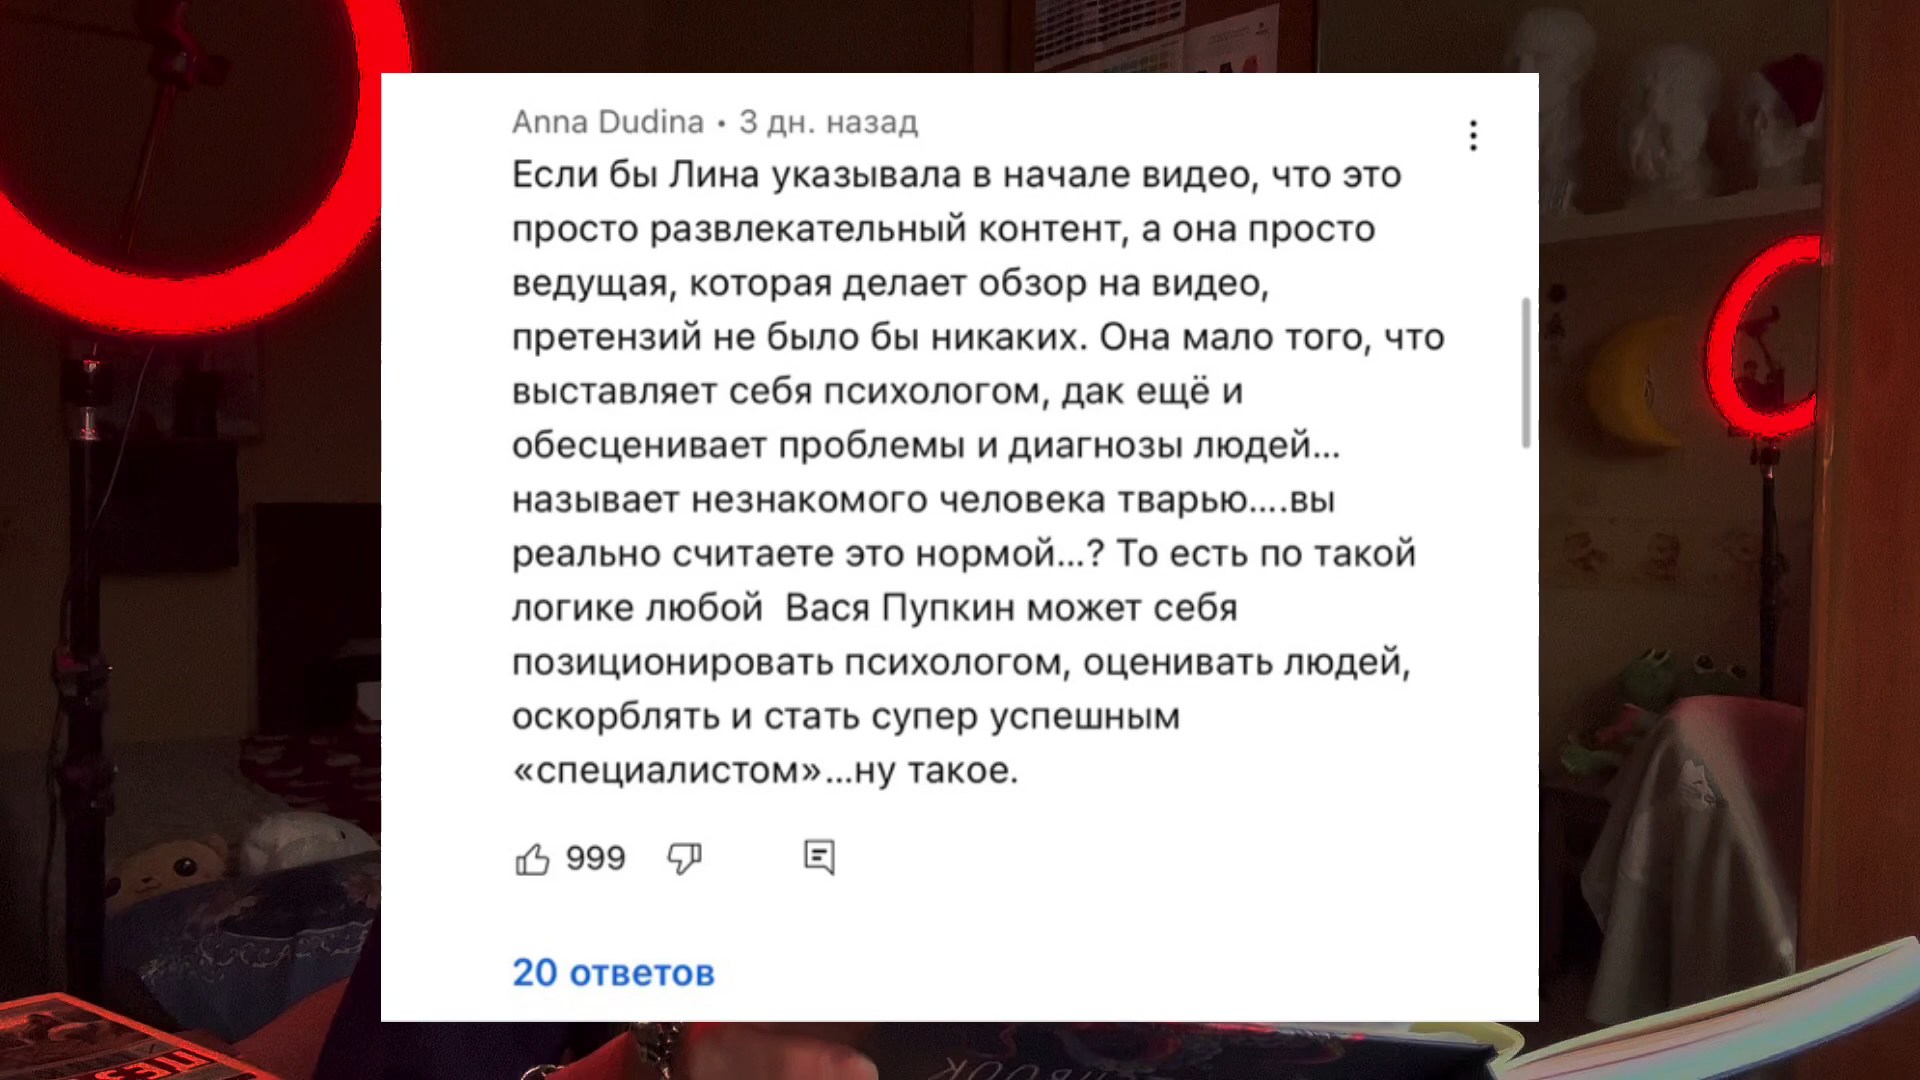 Anna Dudina • 3 дн. назад
Если бы Лина указывала в начале видео, что это
просто развлекательный контент, а она просто
ведущая, которая делает обзор на видео,
претензий не было бы никаких. Она мало того, что
выставляет себя психологом, дак ещё и
обесценивает проблемы и диагнозы людей...
называет незнакомого человека тварью....вы
реально считаете это нормой...? То есть по такой
логике любой  Вася Пупкин может себя
позиционировать психологом, оценивать людей,
оскорблять и стать супер успешным
«специалистом»...ну такое.
999
20 ответов